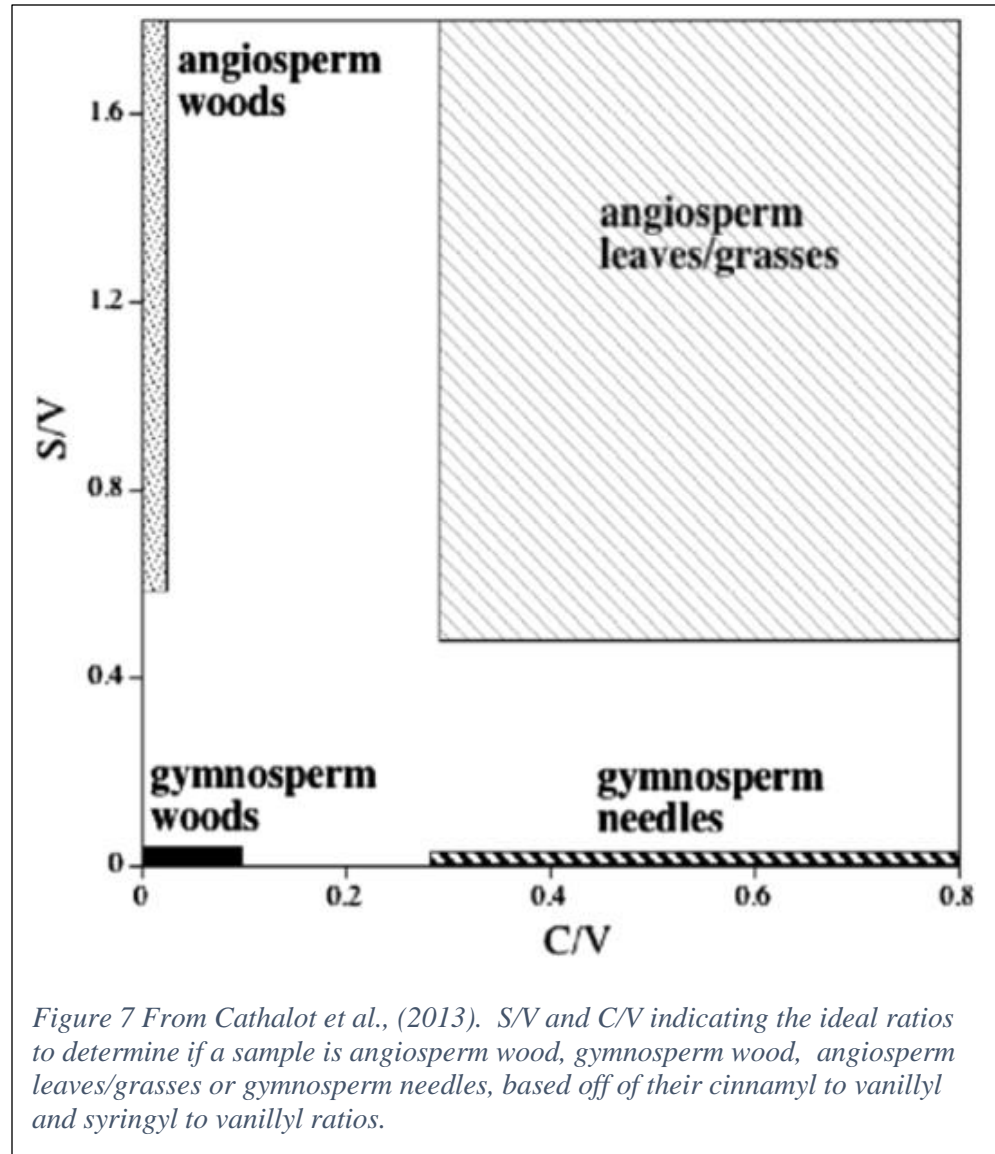 angiosperm
woods
1.6
angiosperm
leaves/grasses
1.2
S/V
0.8
0.4
gymnosperm
woods
gymnosperm
needles
0
0 0.2 0.4 0.6 0.8
C/V
Figure 7 From Cathalot et al., (2013). S/V and C/V indicating the ideal ratios
to determine if a sample is angiosperm wood, gymnosperm wood, angiosperm
leaves/grasses or gymnosperm needles, based off of their cinnamyl to vanillyl
and syringyl to vanillyl ratios.